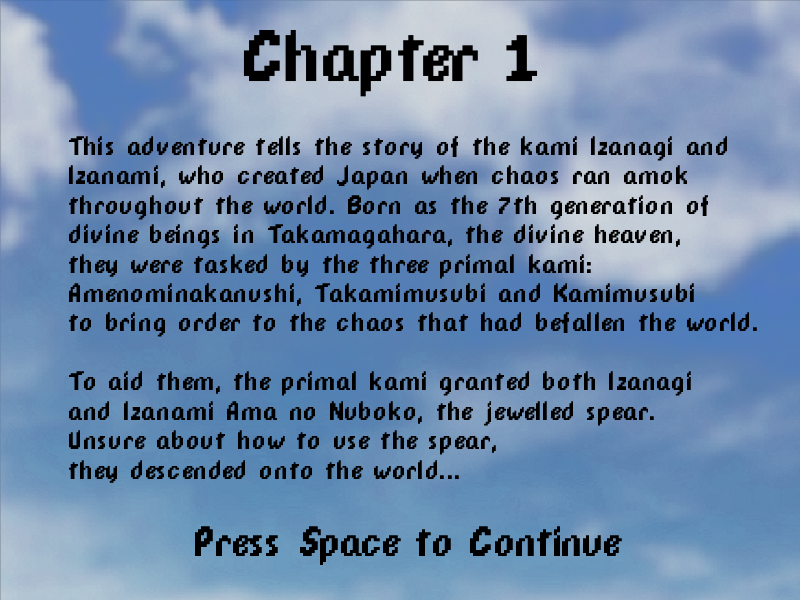 Chapter 1
This adventure tells the story of the kami Izanagi and
Izanami, who created Japan when chaos ran amok
throughout the world. Born as the 7th generation of
divine beings in Takamagahara, the divine heaven,
they were tasked by the three primal kami:
Amenominakanushi, Takamimusubi and Kamimusubi
to bring order to the chaos that had befallen the world.
To aid them, the primal kami granted both Izanagi
and Izanami Ama no Nuboko, the jewelled spear.
Unsure about how to use the spear,
they descended onto the world...
Press Space to Continue